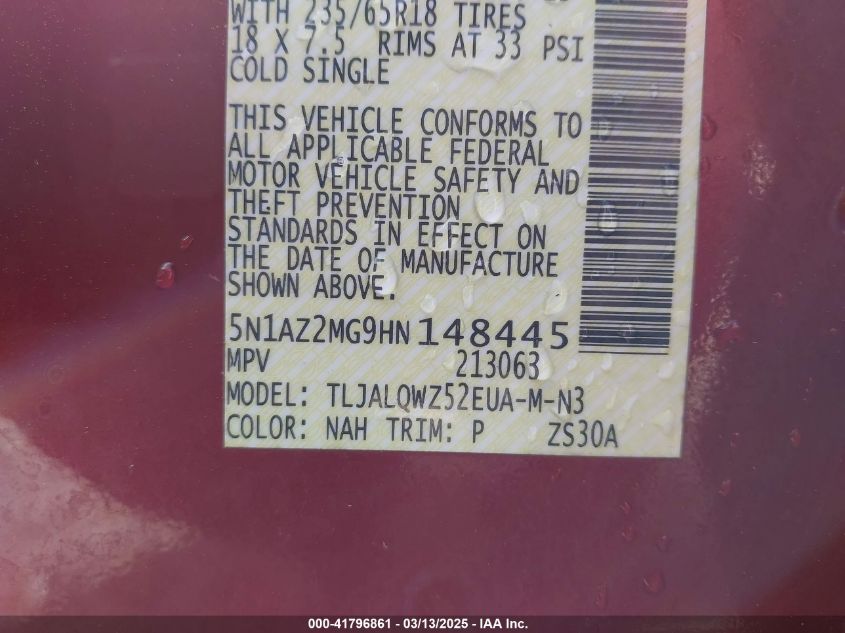 WITH 235/65R18 TIRES
18 X 7.5 RIMS AT 33 PSI
COLD SINGLE
THIS VEHICLE CONFORMS TO
ALL APPLICABLE FEDERAL
MOTOR VEHICLE SAFETY AND
THEFT PREVENTION
STANDARDS IN EFFECT ON
THE DATE OF MANUFACTURE
SHOWN ABOVE.
5N1AZ2MG9HN148445
MPV 213063
MODEL: TLJALQWZ52EUA-M-N3
COLOR: NAH TRIM: P ZS30A
000-41796861 - 03/13/2025 - IAA Inc.